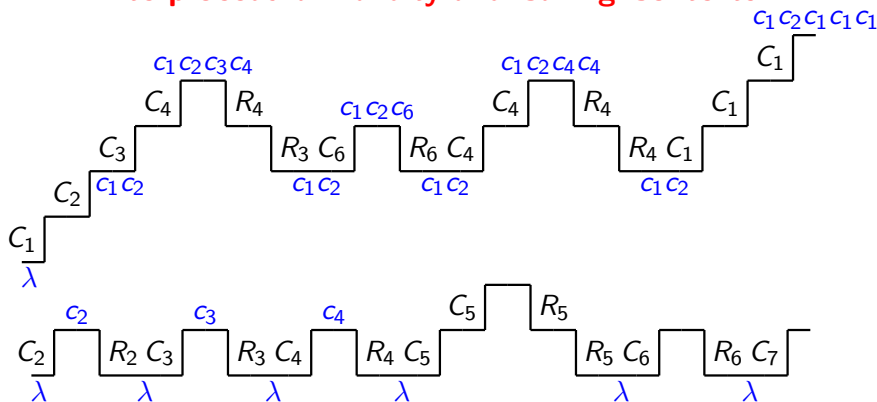 c1c2c1c1c1
c1c2c3c4 c1c2c4c4 C1
C4 R4 c1c2c6 C4 R4 C1
C3 R3 C6 R6 C4 R4 C1
C2 c1c2 c1c2 c1c2 c1c2
C1
λ
C5 R5
c2 c3 c4
C2 R2 C3 R3 C4 R4 C5 R5 C6 R6 C7
λ λ λ λ λ λ